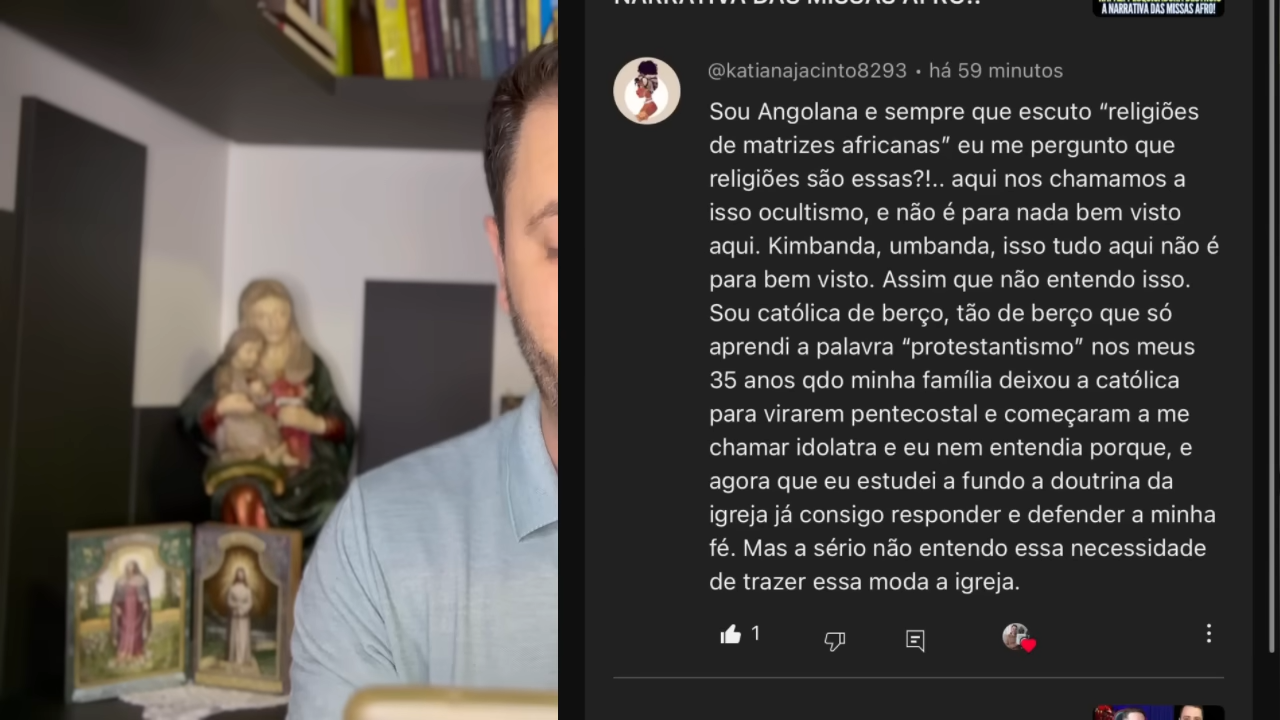 NARRATIVA DAS MISSAS AFRO!!
A NARRATIVA DAS MISSAS AFRO!
@katianajacinto8293 • há 59 minutos
Sou Angolana e sempre que escuto “religiões
de matrizes africanas” eu me pergunto que
religiões são essas?!.. aqui nos chamamos a
isso ocultismo, e não é para nada bem visto
aqui. Kimbanda, umbanda, isso tudo aqui não é
para bem visto. Assim que não entendo isso.
Sou católica de berço, tão de berço que só
aprendi a palavra “protestantismo” nos meus
35 anos qdo minha família deixou a católica
para virarem pentecostal e começaram a me
chamar idolatra e eu nem entendia porque, e
agora que eu estudei a fundo a doutrina da
igreja já consigo responder e defender a minha
fé. Mas a sério não entendo essa necessidade
de trazer essa moda a igreja.
1